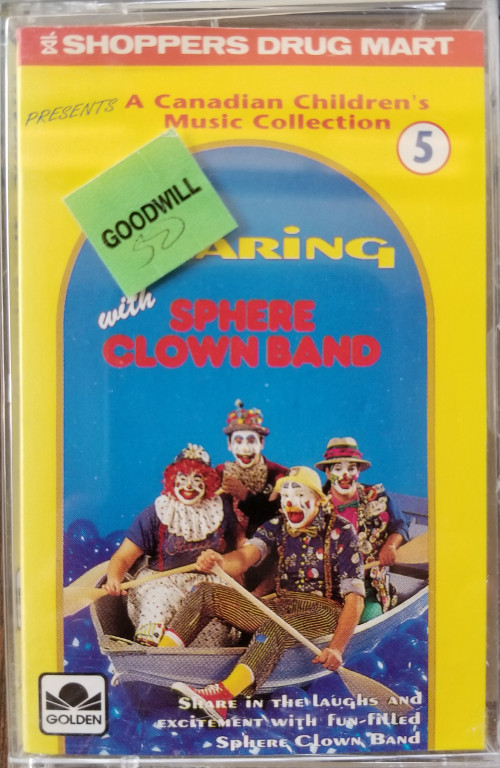 SHOPPERS DRUG MART
PRESENTS
A Canadian Children's
Music Collection
5
GOODWILL
50
ARING
with
SPHERE
CLOWN BAND
Share in the laughs and
excitement with fun-filled
Sphere Clown Band
GOLDEN